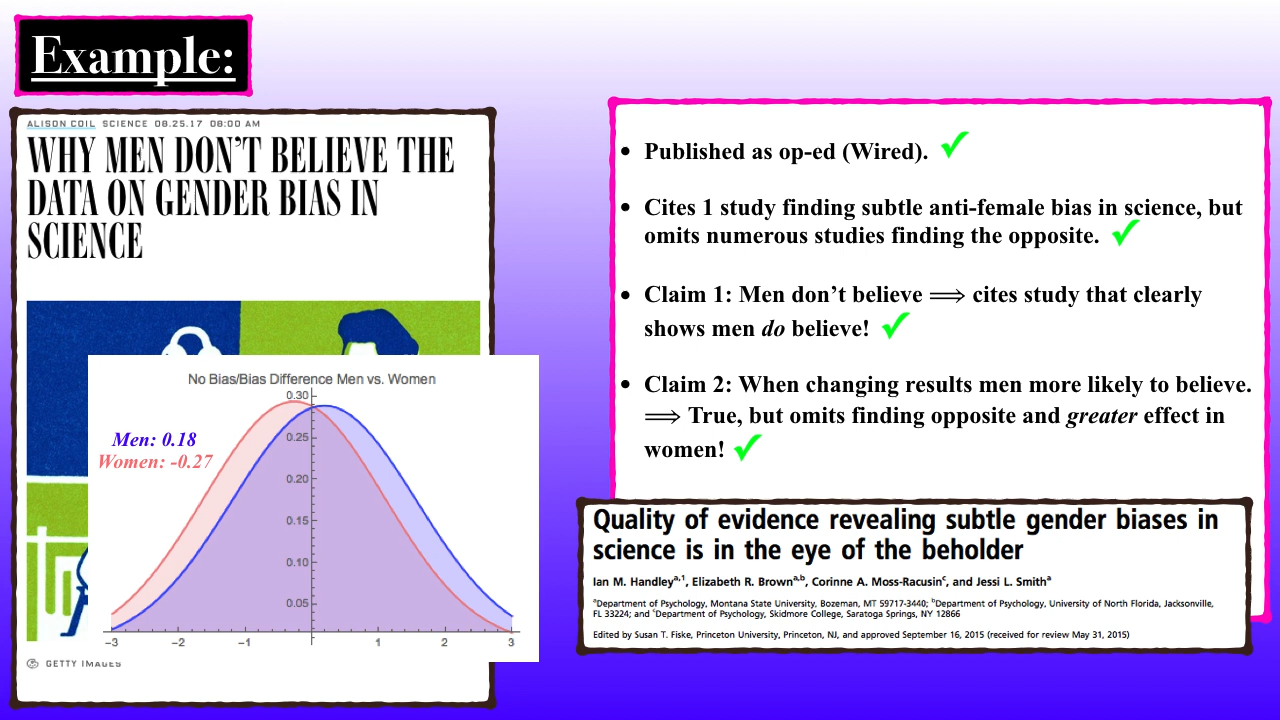 Example:
ALISON COIL SCIENCE 08.25.17 08:00 AM
WHY MEN DON'T BELIEVE THE
DATA ON GENDER BIAS IN
SCIENCE
No Bias/Bias Difference Men vs. Women
Men: 0.18
Women: -0.27
0.30
0.25
0.20
0.15
0.10
0.05
−3 −2 −1 1 2 3
GETTY IMAGES
• Published as op-ed (Wired). ✓
• Cites 1 study finding subtle anti-female bias in science, but
omits numerous studies finding the opposite. ✓
• Claim 1: Men don't believe ⟹ cites study that clearly
shows men do believe! ✓
• Claim 2: When changing results men more likely to believe.
⟹ True, but omits finding opposite and greater effect in
women! ✓
Quality of evidence revealing subtle gender biases in
science is in the eye of the beholder
Ian M. Handleya,1, Elizabeth R. Browna,b, Corinne A. Moss-Racusinc, and Jessi L. Smitha
aDepartment of Psychology, Montana State University, Bozeman, MT 59717-3440; bDepartment of Psychology, University of North Florida, Jacksonville,
FL 33224; and cDepartment of Psychology, Skidmore College, Saratoga Springs, NY 12866
Edited by Susan T. Fiske, Princeton University, Princeton, NJ, and approved September 16, 2015 (received for review May 31, 2015)